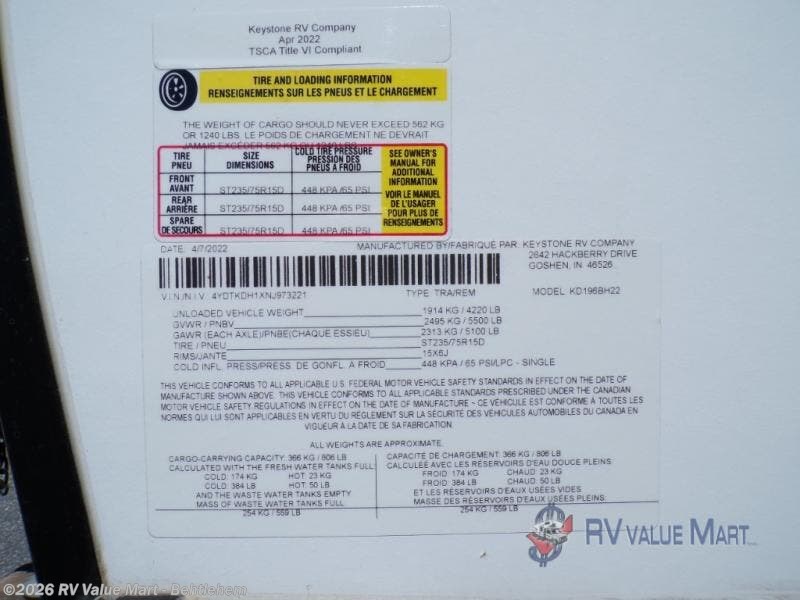 Keystone RV Company
Apr 2022
TSCA Title VI Compliant
TIRE AND LOADING INFORMATION
RENSEIGNEMENTS SUR LES PNEUS ET LE CHARGEMENT
THE WEIGHT OF CARGO SHOULD NEVER EXCEED 562 KG
OR 1240 LBS. LE POIDS DE CHARGEMENT NE DEVRAIT
JAMAIS EXCÉDER 562 KG OU 1240 LBS.
TIRE PNEU SIZE DIMENSIONS COLD TIRE PRESSURE PRESSION DES PNEUS A FROID
FRONT AVANT ST235/75R15D 448 KPA /65 PSI
REAR ARRIÈRE ST235/75R15D 448 KPA /65 PSI
SPARE DE SECOURS ST235/75R15D 448 KPA /65 PSI
SEE OWNER'S
MANUAL FOR
ADDITIONAL
INFORMATION
VOIR LE MANUEL
DE L'USAGER
POUR PLUS DE
RENSEIGNEMENTS
DATE: 4/7/2022 MANUFACTURED BY/FABRIQUÉ PAR: KEYSTONE RV COMPANY
2642 HACKBERRY DRIVE
GOSHEN, IN. 46526
V.I.N./N.I.V. 4YDTKDH1XNJ973221 TYPE TRA/REM MODEL KD196BH22
UNLOADED VEHICLE WEIGHT 1914 KG / 4220 LB
GVWR / PNBV 2495 KG / 5500 LB
GAWR (EACH AXLE)/PNBE(CHAQUE ESSIEU) 2313 KG / 5100 LB
TIRE / PNEU ST235/75R15D
RIMS/JANTE 15X6J
COLD INFL. PRESS/PRESS. DE GONFL. À FROID 448 KPA / 65 PSI/LPC - SINGLE
THIS VEHICLE CONFORMS TO ALL APPLICABLE U.S. FEDERAL MOTOR VEHICLE SAFETY STANDARDS IN EFFECT ON THE DATE OF
MANUFACTURE SHOWN ABOVE. THIS VEHICLE CONFORMS TO ALL APPLICABLE STANDARDS PRESCRIBED UNDER THE CANADIAN
MOTOR VEHICLE SAFETY REGULATIONS IN EFFECT ON THE DATE OF MANUFACTURE ~ CE VÉHICULE EST CONFORME À TOUTES LES
NORMES QUI LUI SONT APPLICABLES EN VERTU DU RÉGLEMENT SUR LA SÉCURITÉ DES VÉHICULES AUTOMOBILES DU CANADA EN
VIGUEUR À LA DATE DE SA FABRICATION.
ALL WEIGHTS ARE APPROXIMATE.
CARGO-CARRYING CAPACITY: 366 KG / 806 LB
CALCULATED WITH THE FRESH WATER TANKS FULL:
COLD: 174 KG HOT: 23 KG
COLD: 384 LB HOT: 50 LB
AND THE WASTE WATER TANKS EMPTY
MASS OF WASTE WATER TANKS FULL:
254 KG / 559 LB
CAPACITÉ DE CHARGEMENT: 366 KG / 806 LB
CALCULÉE AVEC LES RÉSERVOIRS D'EAU DOUCE PLEINS.
FROID: 174 KG CHAUD: 23 KG
FROID: 384 LB CHAUD: 50 LB
ET LES RÉSERVOIRS D'EAUX USÉES VIDES
MASSE DES RÉSERVOIRS D'EAUX USÉES PLEINS.
254 KG / 559 LB
RV VALUE MART
©2026 RV Value Mart - Bethlehem